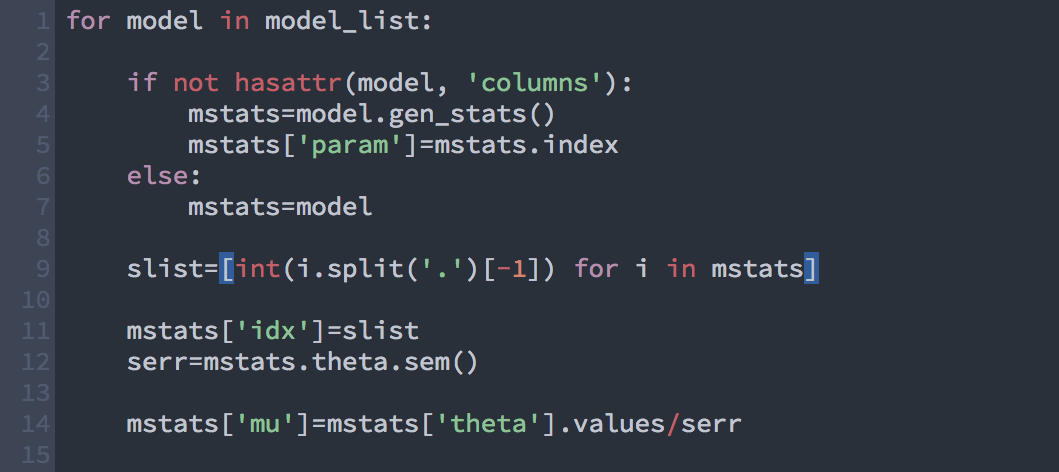 1 for model in model_list:
2
3     if not hasattr(model, 'columns'):
4         mstats=model.gen_stats()
5         mstats['param']=mstats.index
6     else:
7         mstats=model
8
9     slist=[int(i.split('.')[-1]) for i in mstats]
10
11     mstats['idx']=slist
12     serr=mstats.theta.sem()
13
14     mstats['mu']=mstats['theta'].values/serr
15